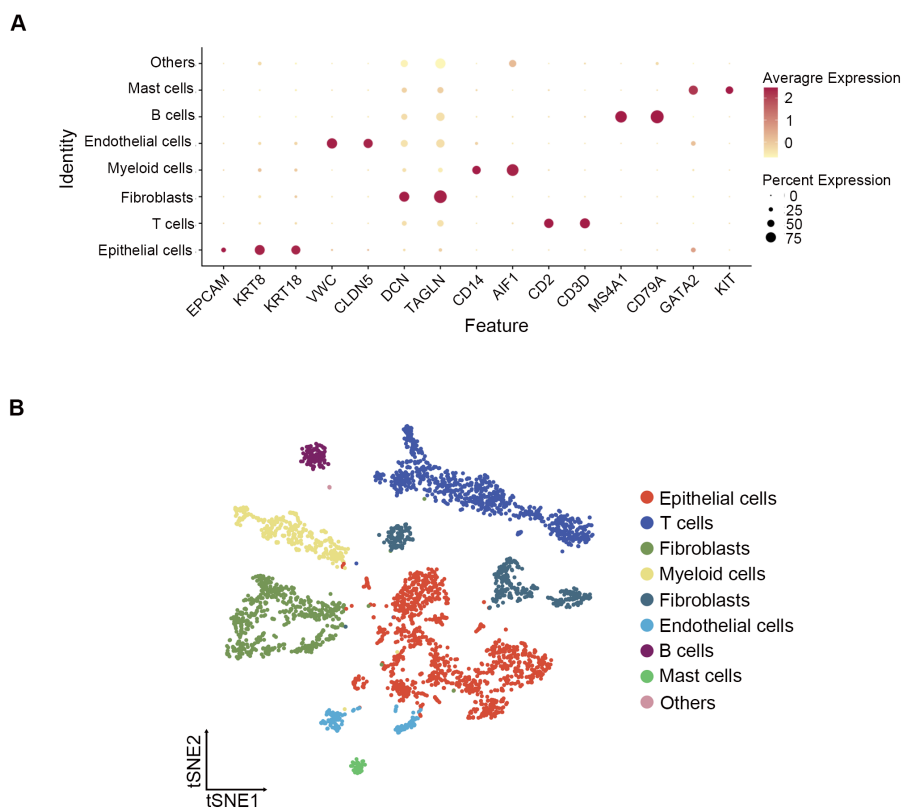 A
Identity
Others
Mast cells
B cells
Endothelial cells
Myeloid cells
Fibroblasts
T cells
Epithelial cells
EPCAM
KRT8
KRT18
VWC
CLDN5
DCN
TAGLN
CD14
AIF1
CD2
CD3D
MS4A1
CD79A
GATA2
KIT
Feature
Averagre Expression
2
1
0
Percent Expression
0
25
50
75
B
Epithelial cells
T cells
Fibroblasts
Myeloid cells
Fibroblasts
Endothelial cells
B cells
Mast cells
Others
tSNE2
tSNE1